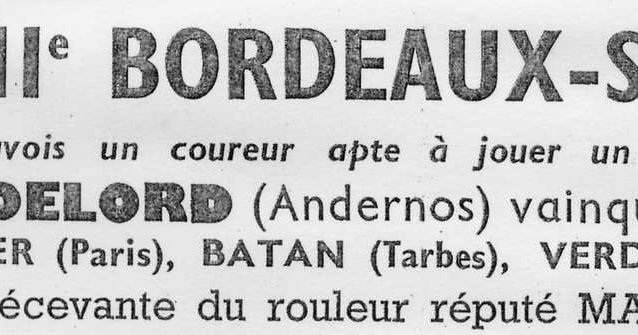 IIe BORDEAUX-S
vois un coureur apte à jouer un
DELORD (Andernos) vainqu
ER (Paris), BATAN (Tarbes), VERD
écevante du rouleur réputé MA